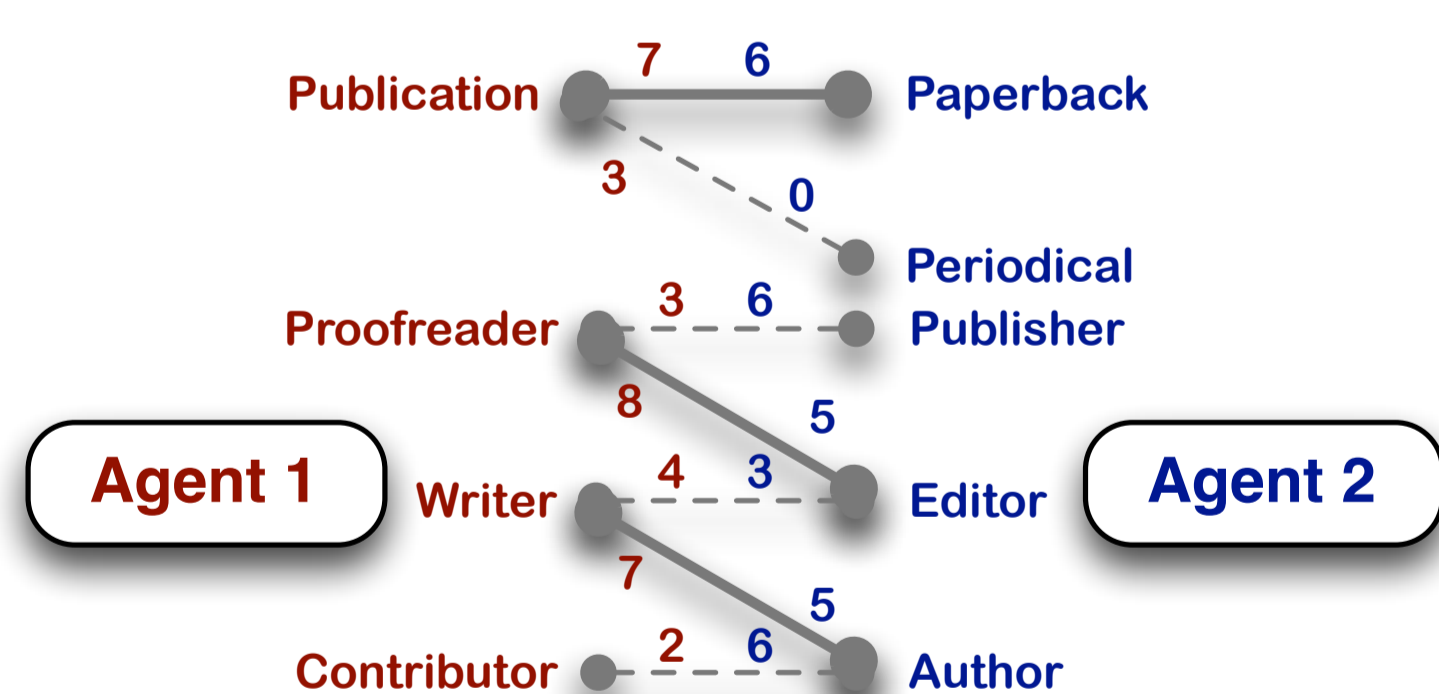 7 6
Publication Paperback
3 0
Periodical
3 6
Proofreader Publisher
8 5
4 3
Agent 1 Writer Editor Agent 2
7 5
2 6
Contributor Author